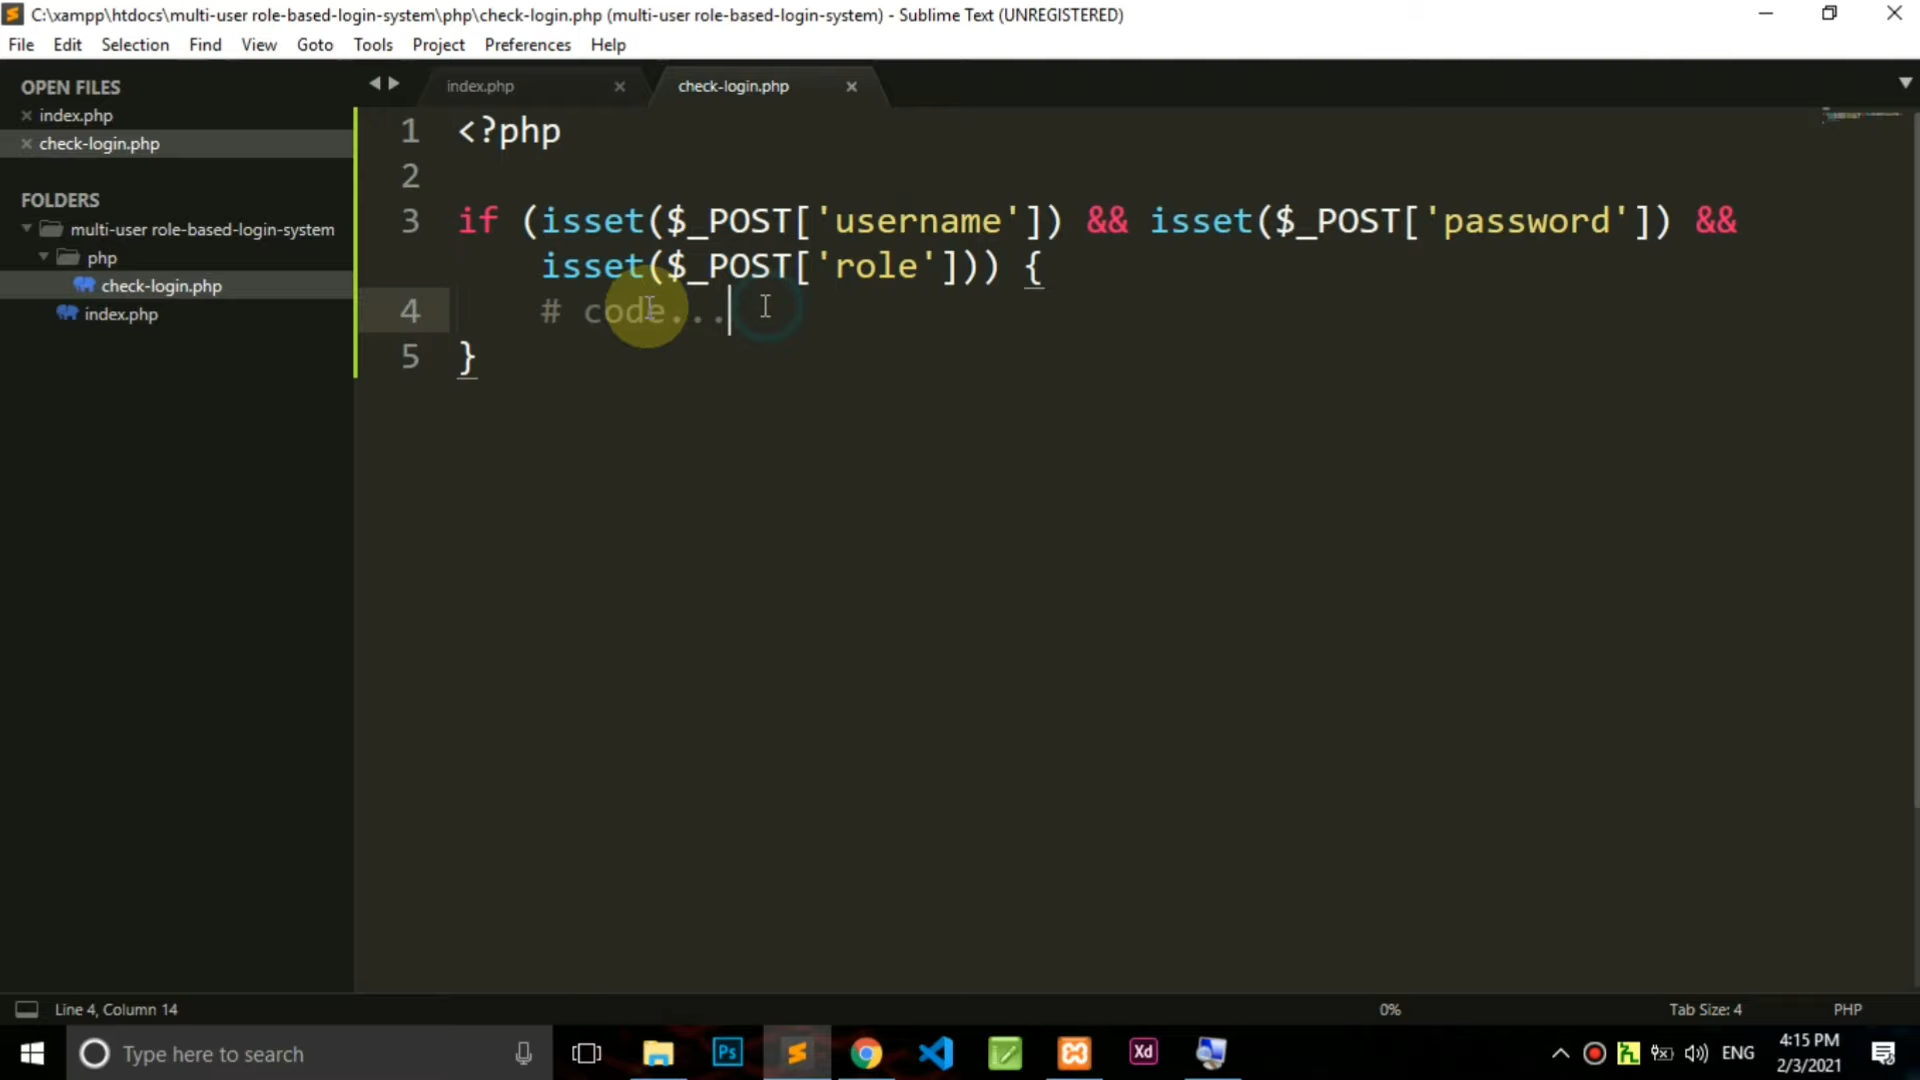 C:\xampp\htdocs\multi-user role-based-login-system\php\check-login.php (multi-user role-based-login-system) - Sublime Text (UNREGISTERED)
File Edit Selection Find View Goto Tools Project Preferences Help
OPEN FILES
index.php
check-login.php
FOLDERS
multi-user role-based-login-system
php
check-login.php
index.php
index.php check-login.php
1 <?php
2
3 if (isset($_POST['username']) && isset($_POST['password']) &&
isset($_POST['role'])) {
4 # code...
5 }
Line 4, Column 14 0% Tab Size: 4 PHP
Type here to search Ps Xd ENG 4:15 PM
2/3/2021